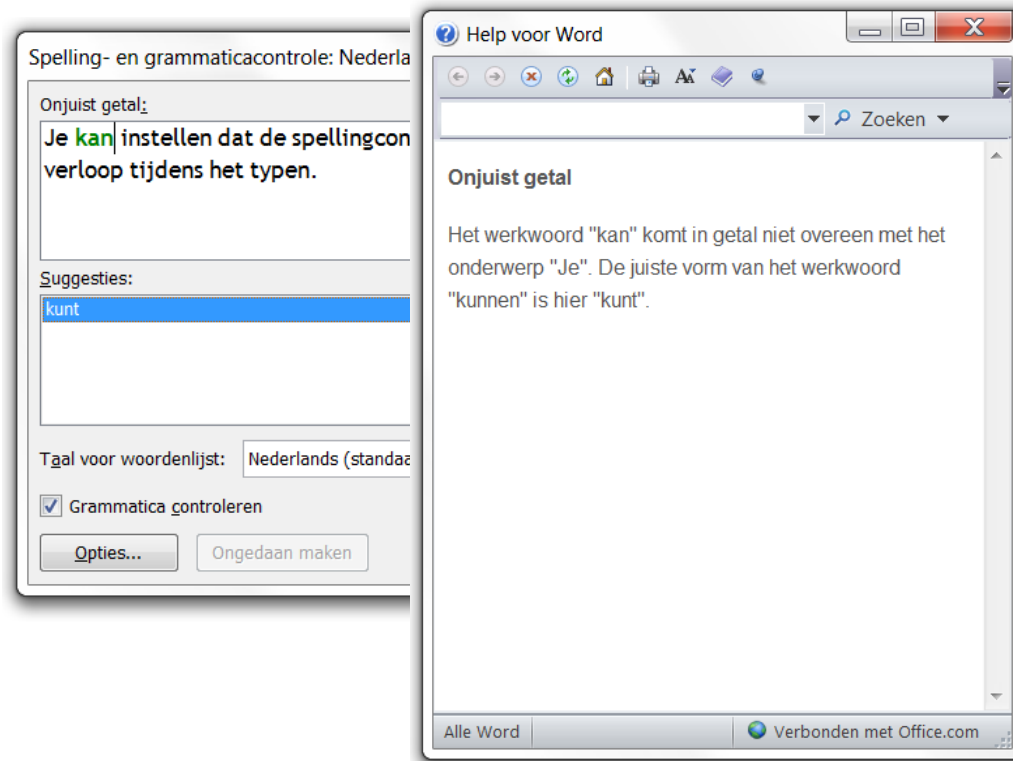 Spelling- en grammaticacontrole: Nederla
Onjuist getal:
Je kan instellen dat de spellingcon
verloop tijdens het typen.
Suggesties:
kunt
Taal voor woordenlijst: Nederlands (standaa
Grammatica controleren
Opties... Ongedaan maken
Help voor Word
Zoeken
Onjuist getal
Het werkwoord "kan" komt in getal niet overeen met het
onderwerp "Je". De juiste vorm van het werkwoord
"kunnen" is hier "kunt".
Alle Word Verbonden met Office.com